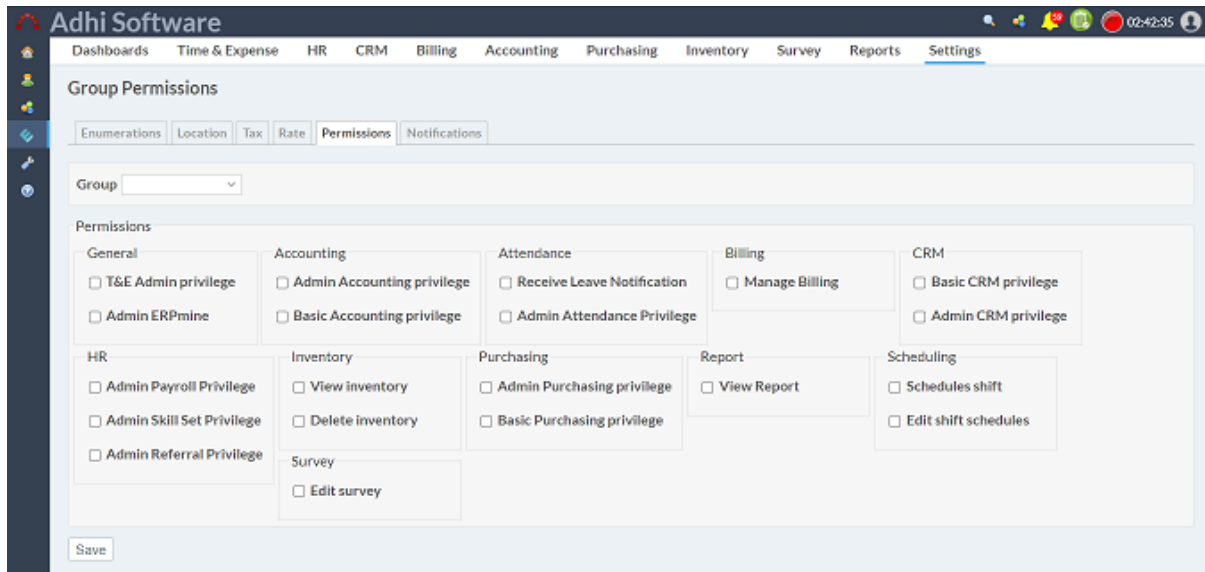 Adhi Software
59
02:42:35
Dashboards Time & Expense HR CRM Billing Accounting Purchasing Inventory Survey Reports Settings
Group Permissions
Enumerations Location Tax Rate Permissions Notifications
Group
Permissions
General Accounting Attendance Billing CRM
T&E Admin privilege Admin Accounting privilege Receive Leave Notification Manage Billing Basic CRM privilege
Admin ERPmine Basic Accounting privilege Admin Attendance Privilege Admin CRM privilege
HR Inventory Purchasing Report Scheduling
Admin Payroll Privilege View inventory Admin Purchasing privilege View Report Schedules shift
Admin Skill Set Privilege Delete inventory Basic Purchasing privilege Edit shift schedules
Admin Referral Privilege
Survey
Edit survey
Save